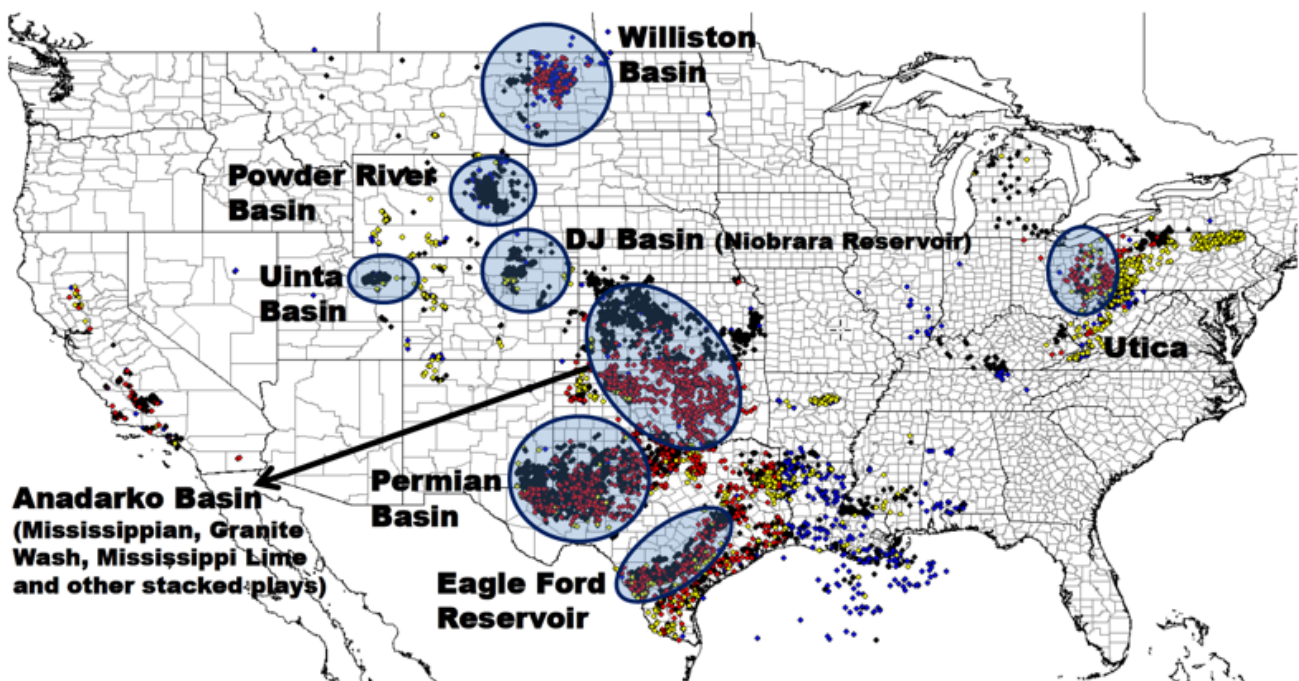 Williston
Basin
Powder River
Basin
DJ Basin (Niobrara Reservoir)
Uinta
Basin
Utica
Permian
Basin
Anadarko Basin
(Mississippian, Granite
Wash, Mississippi Lime
and other stacked plays)
Eagle Ford
Reservoir